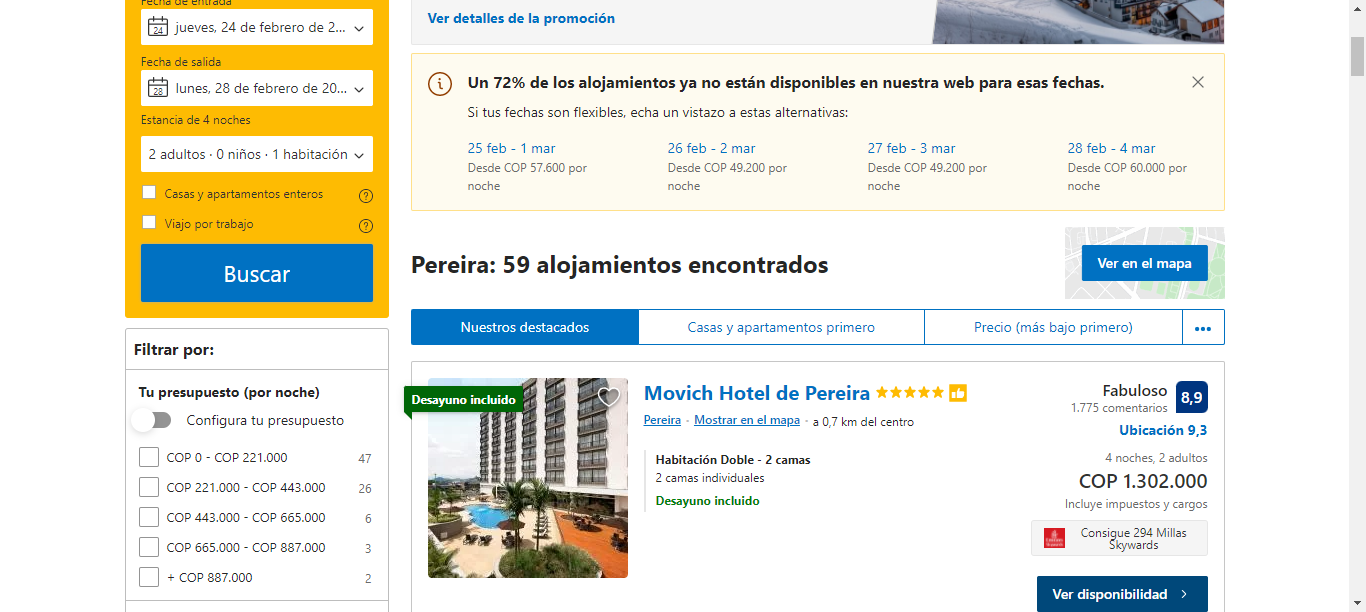 Fecha de entrada
24
jueves, 24 de febrero de 2...
Fecha de salida
28
lunes, 28 de febrero de 20...
Estancia de 4 noches
2 adultos · 0 niños · 1 habitación
Casas y apartamentos enteros
Viajo por trabajo
Buscar
Filtrar por:
Tu presupuesto (por noche)
Configura tu presupuesto
COP 0 - COP 221.000 47
COP 221.000 - COP 443.000 26
COP 443.000 - COP 665.000 6
COP 665.000 - COP 887.000 3
+ COP 887.000 2
Ver detalles de la promoción
Un 72% de los alojamientos ya no están disponibles en nuestra web para esas fechas.
Si tus fechas son flexibles, echa un vistazo a estas alternativas:
25 feb - 1 mar
Desde COP 57.600 por
noche
26 feb - 2 mar
Desde COP 49.200 por
noche
27 feb - 3 mar
Desde COP 49.200 por
noche
28 feb - 4 mar
Desde COP 60.000 por
noche
Pereira: 59 alojamientos encontrados
Ver en el mapa
Nuestros destacados
Casas y apartamentos primero
Precio (más bajo primero)
Desayuno incluido
Movich Hotel de Pereira
Pereira · Mostrar en el mapa · a 0,7 km del centro
Habitación Doble - 2 camas
2 camas individuales
Desayuno incluido
Fabuloso 8,9
1.775 comentarios
Ubicación 9,3
4 noches, 2 adultos
COP 1.302.000
Incluye impuestos y cargos
Consigue 294 Millas
Skywards
Ver disponibilidad